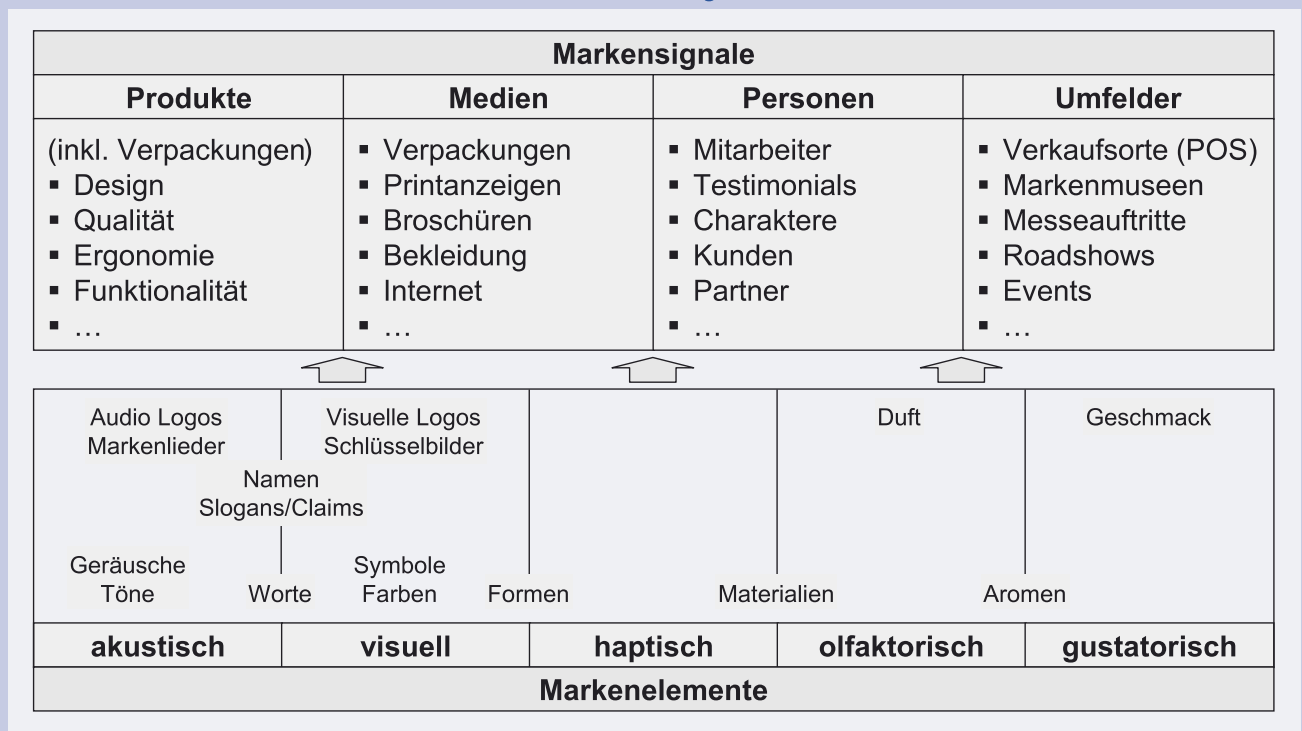 Markensignale
Produkte
(inkl. Verpackungen)
▪ Design
▪ Qualität
▪ Ergonomie
▪ Funktionalität
▪ …
Medien
▪ Verpackungen
▪ Printanzeigen
▪ Broschüren
▪ Bekleidung
▪ Internet
▪ …
Personen
▪ Mitarbeiter
▪ Testimonials
▪ Charaktere
▪ Kunden
▪ Partner
▪ …
Umfelder
▪ Verkaufsorte (POS)
▪ Markenmuseen
▪ Messeauftritte
▪ Roadshows
▪ Events
▪ …
Audio Logos
Markenlieder
Visuelle Logos
Schlüsselbilder
Duft
Geschmack
Namen
Slogans/Claims
Geräusche
Töne
Worte
Symbole
Farben
Formen
Materialien
Aromen
akustisch
visuell
haptisch
olfaktorisch
gustatorisch
Markenelemente